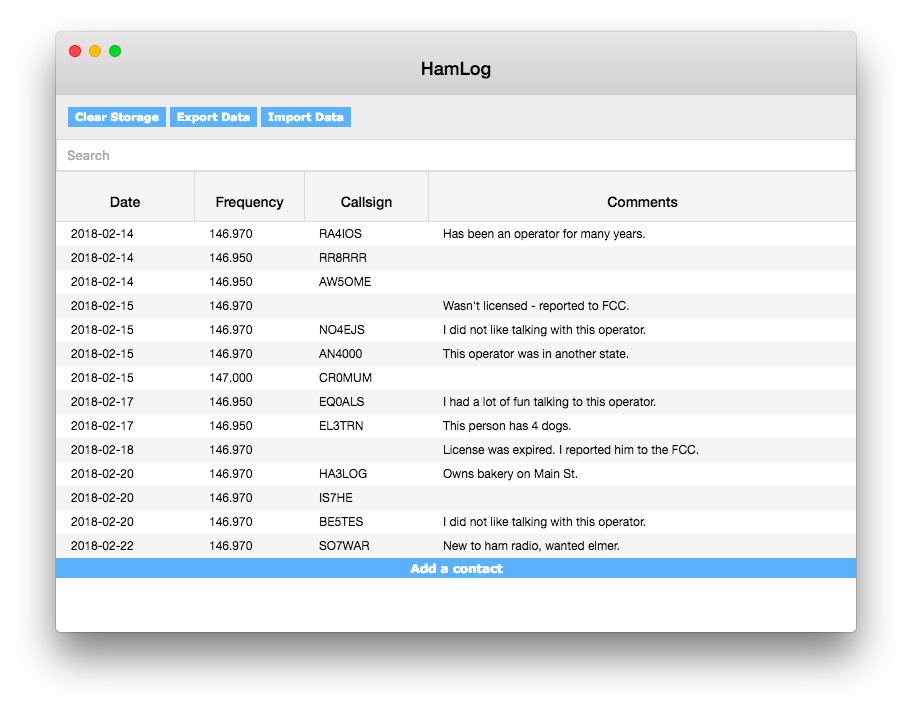 HamLog
Clear Storage Export Data Import Data
Search
Date Frequency Callsign Comments
2018-02-14 146.970 RA4IOS Has been an operator for many years.
2018-02-14 146.950 RR8RRR
2018-02-14 146.950 AW5OME
2018-02-15 146.970 Wasn't licensed - reported to FCC.
2018-02-15 146.970 NO4EJS I did not like talking with this operator.
2018-02-15 146.970 AN4000 This operator was in another state.
2018-02-15 147.000 CR0MUM
2018-02-17 146.950 EQ0ALS I had a lot of fun talking to this operator.
2018-02-17 146.950 EL3TRN This person has 4 dogs.
2018-02-18 146.970 License was expired. I reported him to the FCC.
2018-02-20 146.970 HA3LOG Owns bakery on Main St.
2018-02-20 146.970 IS7HE
2018-02-20 146.970 BE5TES I did not like talking with this operator.
2018-02-22 146.970 SO7WAR New to ham radio, wanted elmer.
Add a contact